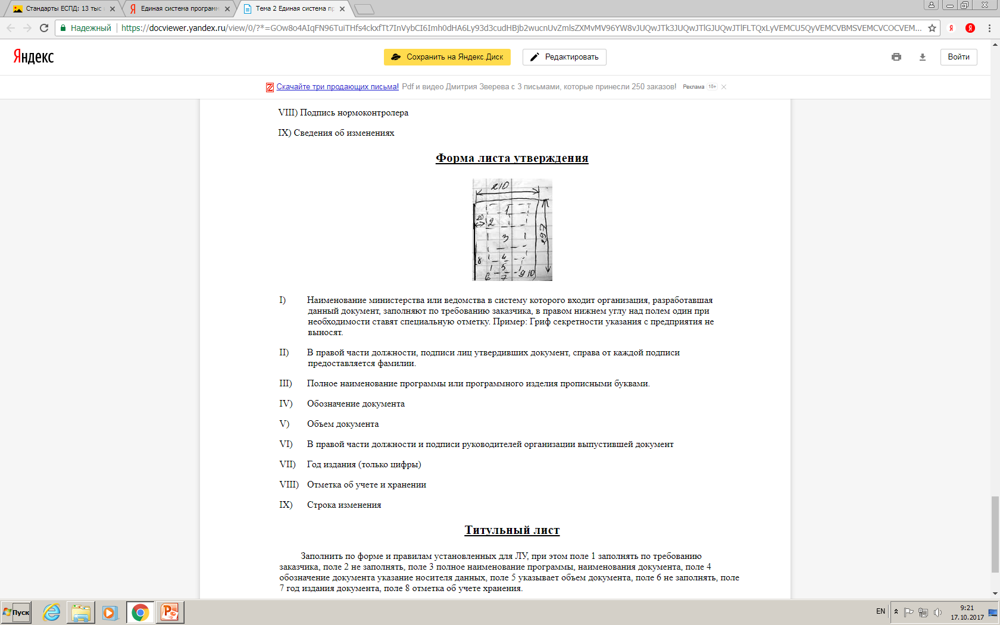 Стандарты ЕСПД: 13 тыс
Единая система програм
Тема 2 Единая система пр
Надежный
https://docviewer.yandex.ru/view/0/?*=GOw8o4AIqFN96TuiTHfs4ckxfTt7InVybCI6Imh0dHA6Ly93d3cudHBjb2wucnUvZmlsZXMvMV96YW8vJUQwJTk3JUQwJTlGJUQwJTlFLTQxLyVEMCU5QyVEMCVBMSVEMCVCOCVEM...
Я
Я
Яндекс
Сохранить на Яндекс.Диск
Редактировать
Войти
Скачайте три продающих письма! Pdf и видео Дмитрия Зверева с 3 письмами, которые принесли 250 заказов! Реклама 18+
VIII) Подпись нормоконтролера
IX) Сведения об изменениях
Форма листа утверждения
210
1
20
2
297
3
8 4
5
6 7 9 10
I) Наименование министерства или ведомства в систему которого входит организация, разработавшая
данный документ, заполняют по требованию заказчика, в правом нижнем углу над полем один при
необходимости ставят специальную отметку. Пример: Гриф секретности указания с предприятия не
выносят.
II) В правой части должности, подписи лиц утвердивших документ, справа от каждой подписи
предоставляется фамилии.
III) Полное наименование программы или программного изделия прописными буквами.
IV) Обозначение документа
V) Объем документа
VI) В правой части должности и подписи руководителей организации выпустившей документ
VII) Год издания (только цифры)
VIII) Отметка об учете и хранении
IX) Строка изменения
Титульный лист
Заполнить по форме и правилам установленных для ЛУ, при этом поле 1 заполнять по требованию
заказчика, поле 2 не заполнять, поле 3 полное наименование программы, наименования документа, поле 4
обозначение документа указание носителя данных, поле 5 указывает объем документа, поле 6 не заполнять, поле
7 год издания документа, поле 8 отметка об учете хранения.
Пуск
EN
9:21
17.10.2017